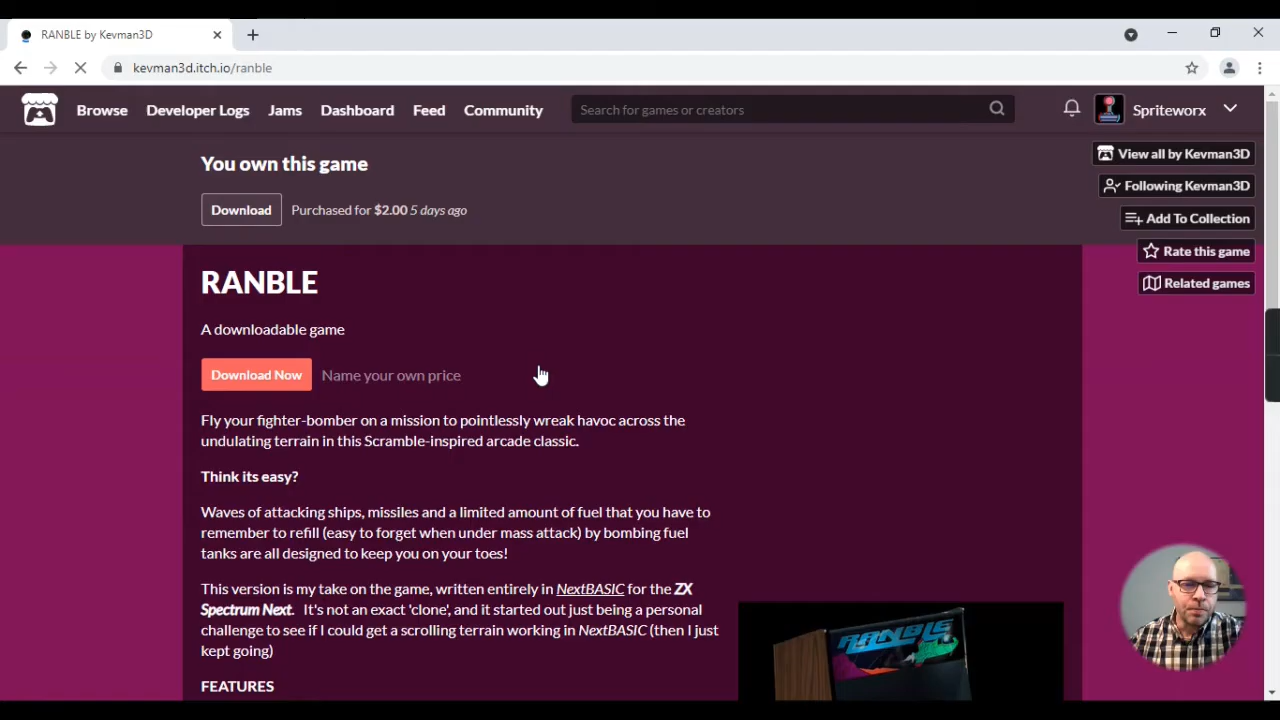 RANBLE by Kevman3D
kevman3d.itch.io/ranble
Browse Developer Logs Jams Dashboard Feed Community Search for games or creators Spriteworx
You own this game
View all by Kevman3D
Following Kevman3D
Download Purchased for $2.00 5 days ago
Add To Collection
Rate this game
RANBLE
Related games
A downloadable game
Download Now Name your own price
Fly your fighter-bomber on a mission to pointlessly wreak havoc across the
undulating terrain in this Scramble-inspired arcade classic.
Think its easy?
Waves of attacking ships, missiles and a limited amount of fuel that you have to
remember to refill (easy to forget when under mass attack) by bombing fuel
tanks are all designed to keep you on your toes!
This version is my take on the game, written entirely in NextBASIC for the ZX
Spectrum Next. It's not an exact 'clone', and it started out just being a personal
challenge to see if I could get a scrolling terrain working in NextBASIC (then I just
kept going)
RANBLE
FEATURES